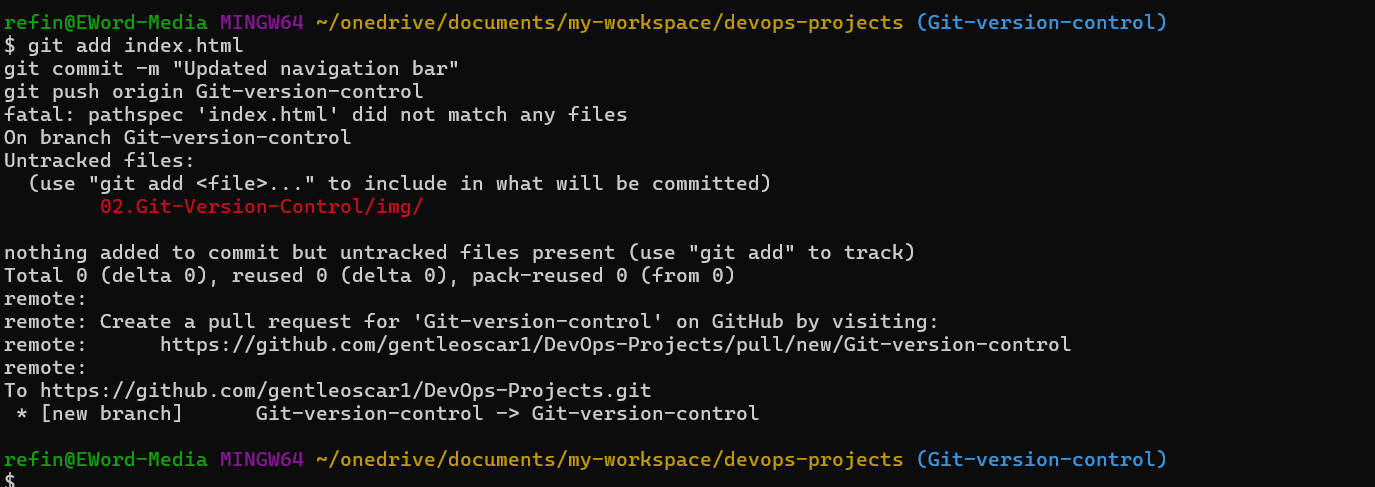 refin@EWord-Media MINGW64 ~/onedrive/documents/my-workspace/devops-projects (Git-version-control)
$ git add index.html
git commit -m "Updated navigation bar"
git push origin Git-version-control
fatal: pathspec 'index.html' did not match any files
On branch Git-version-control
Untracked files:
  (use "git add <file>..." to include in what will be committed)
        02.Git-Version-Control/img/

nothing added to commit but untracked files present (use "git add" to track)
Total 0 (delta 0), reused 0 (delta 0), pack-reused 0 (from 0)
remote:
remote: Create a pull request for 'Git-version-control' on GitHub by visiting:
remote:      https://github.com/gentleoscar1/DevOps-Projects/pull/new/Git-version-control
remote:
To https://github.com/gentleoscar1/DevOps-Projects.git
 * [new branch]      Git-version-control -> Git-version-control

refin@EWord-Media MINGW64 ~/onedrive/documents/my-workspace/devops-projects (Git-version-control)
$